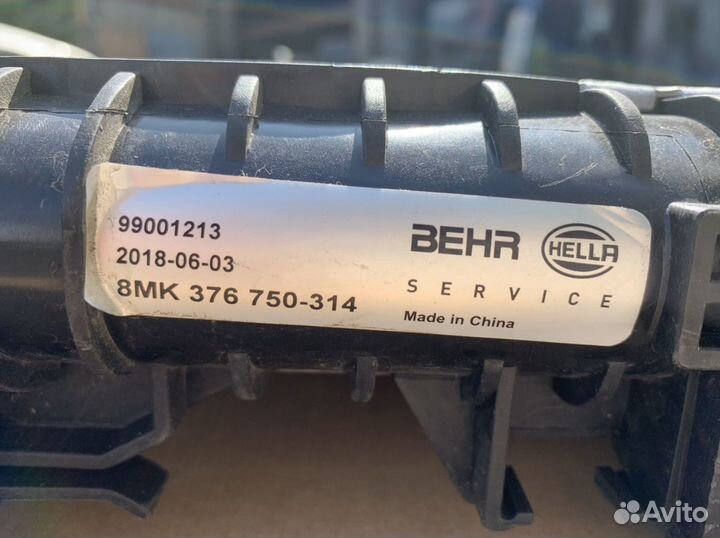 99001213
2018-06-03
8MK 376 750-314
BEHR HELLA
SERVICE
Made in China
Avito